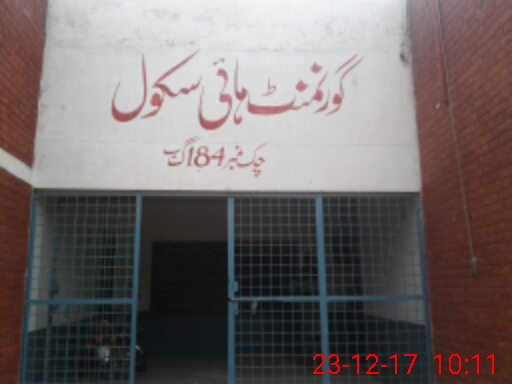 گورنمنٹ ہائی سکول
چک نمبر 184 گ ب
23-12-17 10:11